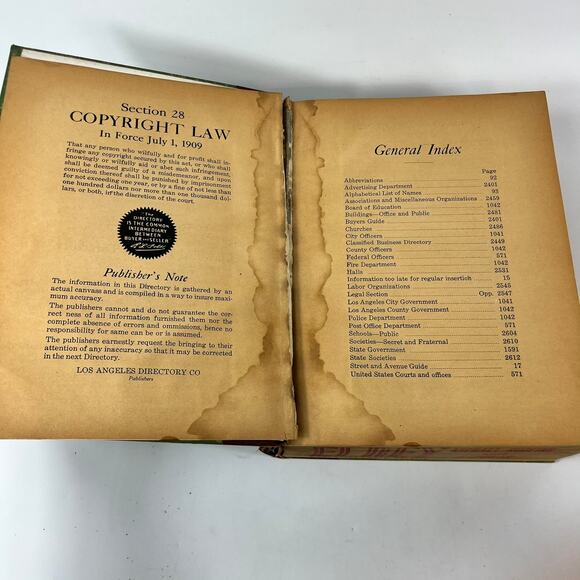 Section 28
COPYRIGHT LAW
In Force July 1, 1909
That any person who wilfully and for profit shall in-
fringe any copyright secured by this act, or who shall
knowingly or wilfully aid or abet such infringement,
shall be deemed guilty of a misdemeanor, and upon
conviction thereof shall be punished by imprisonment
for not exceeding one year, or by a fine of not less than
one hundred dollars nor more than one thousand dol-
lars, or both, in the discretion of the court.
The
DIRECTORY
IS THE COMMON
INTERMEDIARY
BETWEEN
BUYER AND SELLER
Publisher's Note
The information in this Directory is gathered by an
actual canvass and is compiled in a way to insure maxi-
mum accuracy.
The publishers cannot and do not guarantee the cor-
rect ness of all information furnished them nor the
complete absence of errors and ommissions, hence no
responsibility for same can be or is assumed.
The publishers earnestly request the bringing to their
attention of any inaccuracy so that it may be corrected
in the next Directory.
LOS ANGELES DIRECTORY CO
Publishers
General Index
Page
Abbreviations 92
Advertising Department 2401
Alphabetical List of Names 93
Associations and Miscellaneous Organizations 2459
Board of Education 1042
Buildings—Office and Public 2481
Buyers Guide 2401
Churches 2486
City Officers 1041
Classified Business Directory 2449
County Officers 1042
Federal Officers 571
Fire Department 1042
Halls 2531
Information too late for regular insertion 15
Labor Organizations 2545
Legal Section Opp. 2547
Los Angeles City Government 1041
Los Angeles County Government 1042
Police Department 1042
Post Office Department 571
Schools—Public 2604
Societies—Secret and Fraternal 2610
State Government 1591
State Societies 2612
Street and Avenue Guide 17
United States Courts and offices 571